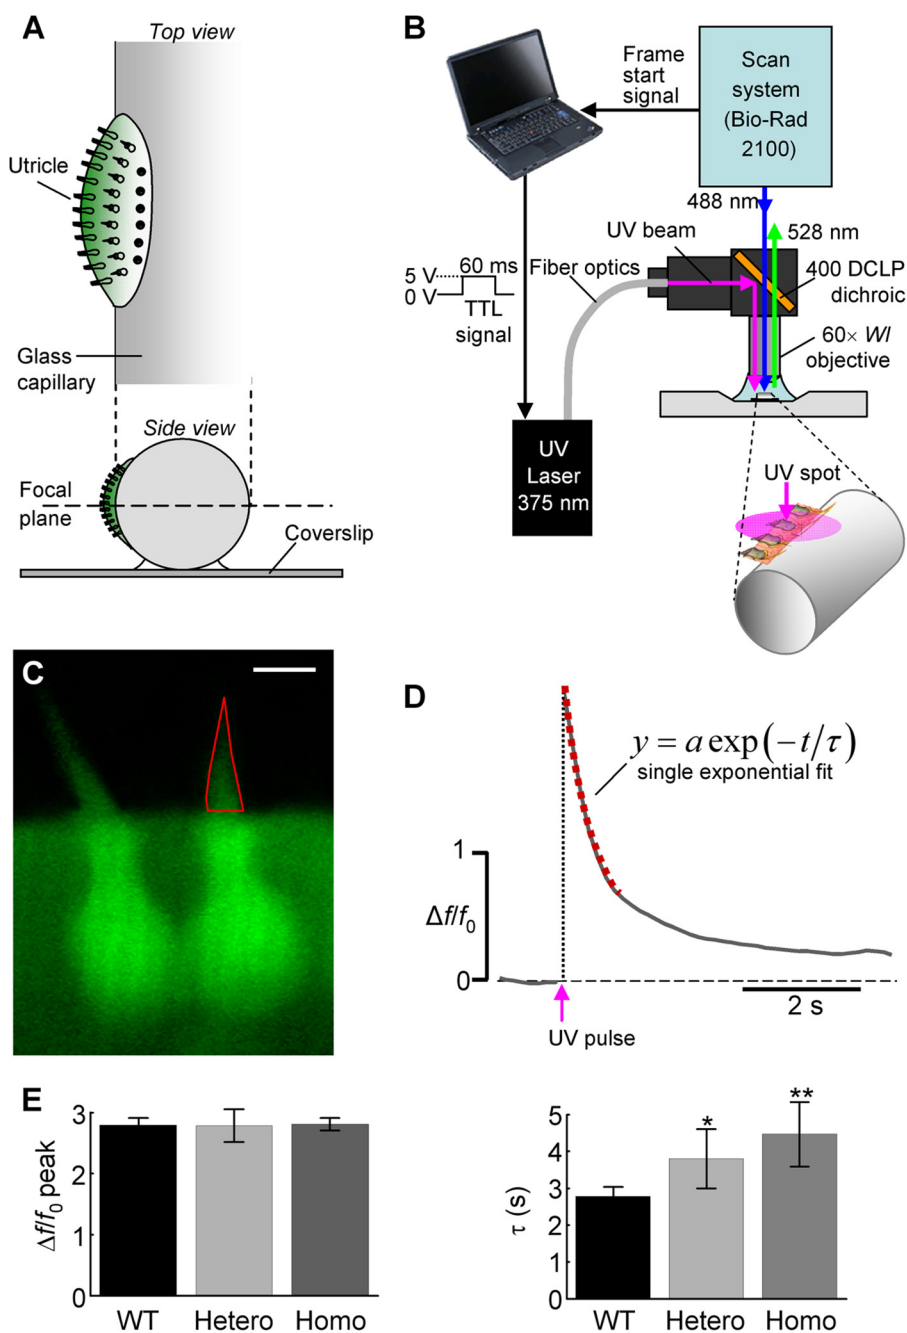 A
Top view
Utricle
Glass
capillary
Side view
Focal
plane
Coverslip
B
Frame
start
signal
Scan
system
(Bio-Rad
2100)
488 nm
528 nm
UV beam
Fiber optics
400 DCLP
dichroic
5 V
60 ms
0 V
TTL
signal
60× WI
objective
UV
Laser
375 nm
UV spot
C
D
y = a exp(−t/τ)
single exponential fit
1
Δf/f0
0
2 s
UV pulse
E
3
2
1
0
Δf/f0 peak
WT Hetero Homo
5
4
3
2
1
0
τ (s)
*
**
WT Hetero Homo